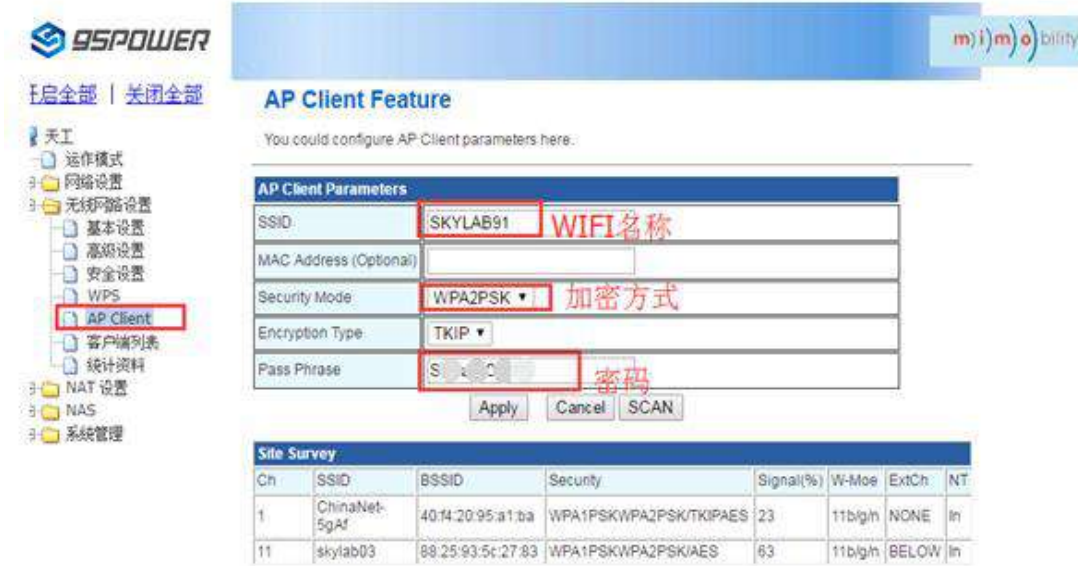 95POWER
m)i)m)o)bility
开启全部 | 关闭全部
AP Client Feature
You could configure AP Client parameters here.
天工
运作模式
网络设置
无线网路设置
基本设置
高级设置
安全设置
WPS
AP Client
客户端列表
统计资料
NAT 设置
NAS
系统管理
AP Client Parameters
SSID SKYLAB91 WIFI名称
MAC Address (Optional)
Security Mode WPA2PSK 加密方式
Encryption Type TKIP
Pass Phrase 密码
Apply Cancel SCAN
Site Survey
Ch SSID BSSID Security Signal(%) W-Moe ExtCh NT
1 ChinaNet-5gAf 40:f4:20:95:a1:ba WPA1PSKWPA2PSK/TKIPAES 23 11b/g/n NONE In
11 skylab03 88:25:93:5c:27:83 WPA1PSKWPA2PSK/AES 63 11b/g/n BELOW In